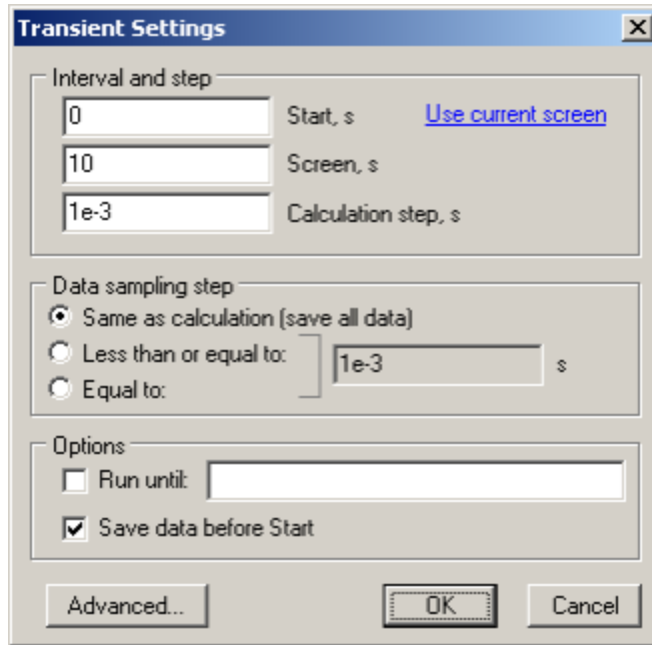 Transient Settings
Interval and step
0 Start, s Use current screen
10 Screen, s
1e-3 Calculation step, s
Data sampling step
Same as calculation (save all data)
Less than or equal to:
1e-3 s
Equal to:
Options
Run until:
Save data before Start
Advanced... OK Cancel